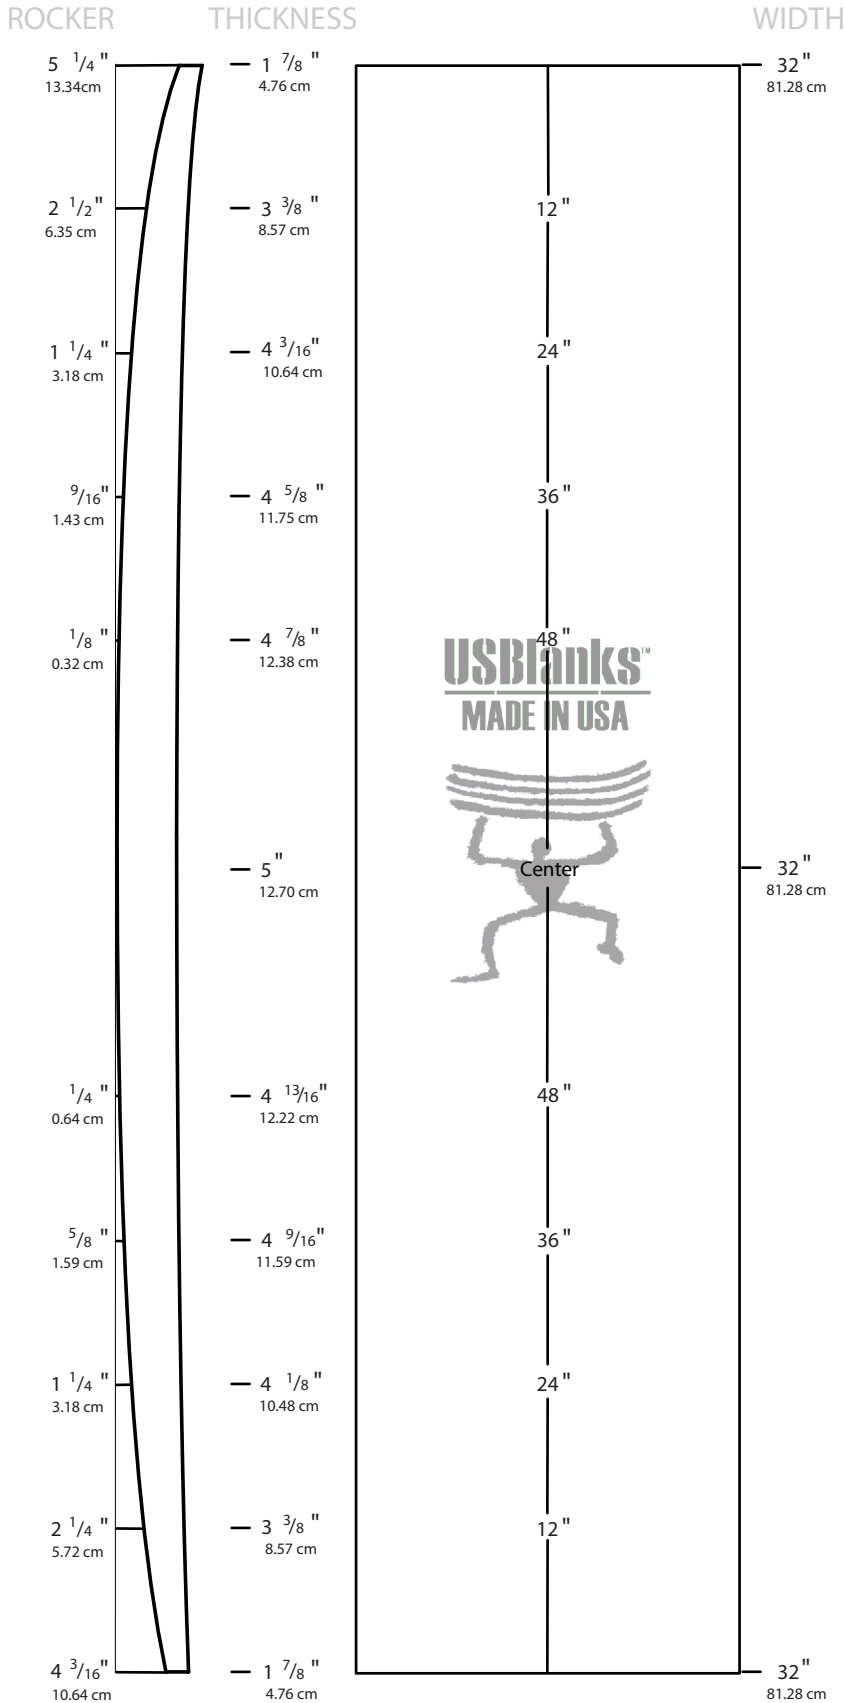 ROCKER THICKNESS WIDTH
5 1/4" 1 7/8" 32"
13.34cm 4.76 cm 81.28 cm
2 1/2" 3 3/8" 12"
6.35 cm 8.57 cm
1 1/4" 4 3/16" 24"
3.18 cm 10.64 cm
9/16" 4 5/8" 36"
1.43 cm 11.75 cm
1/8" 4 7/8" 48"
0.32 cm 12.38 cm
USBlanks™
MADE IN USA
5" Center 32"
12.70 cm 81.28 cm
1/4" 4 13/16" 48"
0.64 cm 12.22 cm
5/8" 4 9/16" 36"
1.59 cm 11.59 cm
1 1/4" 4 1/8" 24"
3.18 cm 10.48 cm
2 1/4" 3 3/8" 12"
5.72 cm 8.57 cm
4 3/16" 1 7/8" 32"
10.64 cm 4.76 cm 81.28 cm